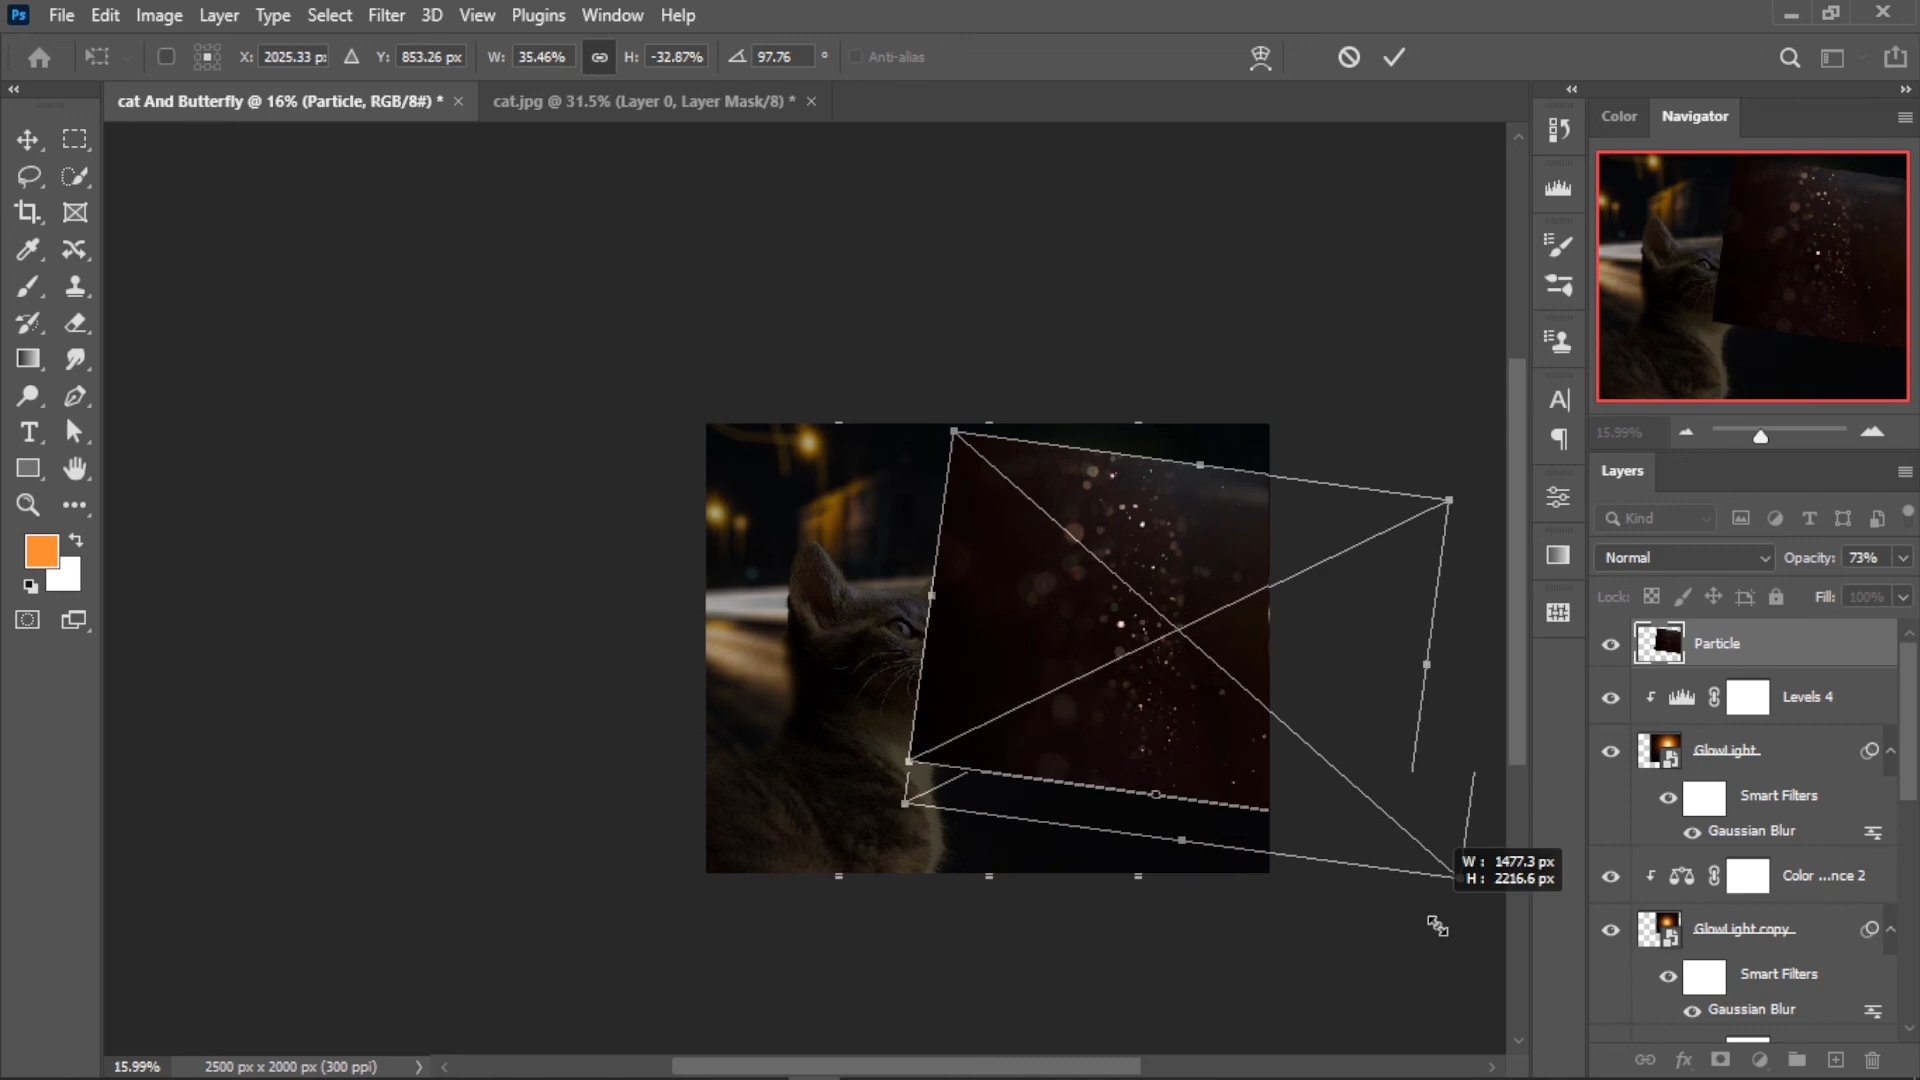 Ps File Edit Image Layer Type Select Filter 3D View Plugins Window Help
X: 2025.33 p: Y: 853.26 px W: 35.46% H: -32.87% 97.76 ° Anti-alias
cat And Butterfly @ 16% (Particle, RGB/8#) * × cat.jpg @ 31.5% (Layer 0, Layer Mask/8) * ×
Color Navigator
15.99%
Layers
Kind
Normal Opacity: 73%
Lock: Fill: 100%
Particle
Levels 4
GlowLight
Smart Filters
Gaussian Blur
Color ...nce 2
GlowLight copy
Smart Filters
Gaussian Blur
W : 1477.3 px
H : 2216.6 px
15.99% 2500 px x 2000 px (300 ppi)